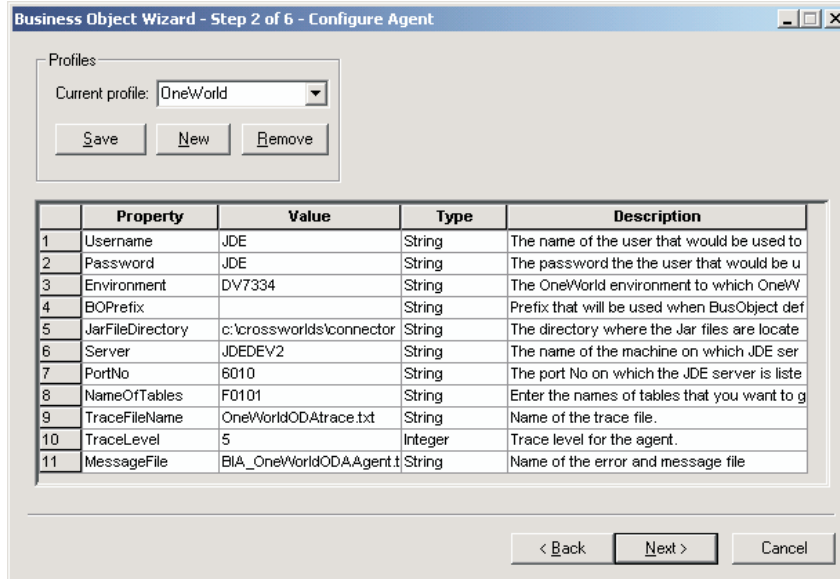 Business Object Wizard - Step 2 of 6 - Configure Agent
Profiles
Current profile: OneWorld
Save New Remove
Property Value Type Description
1 Username JDE String The name of the user that would be used to
2 Password JDE String The password the the user that would be u
3 Environment DV7334 String The OneWorld environment to which OneW
4 BOPrefix String Prefix that will be used when BusObject def
5 JarFileDirectory c:\crossworlds\connector String The directory where the Jar files are locate
6 Server JDEDEV2 String The name of the machine on which JDE ser
7 PortNo 6010 String The port No on which the JDE server is liste
8 NameOfTables F0101 String Enter the names of tables that you want to g
9 TraceFileName OneWorldODAtrace.txt String Name of the trace file.
10 TraceLevel 5 Integer Trace level for the agent.
11 MessageFile BIA_OneWorldODAAgent.t String Name of the error and message file
< Back Next > Cancel